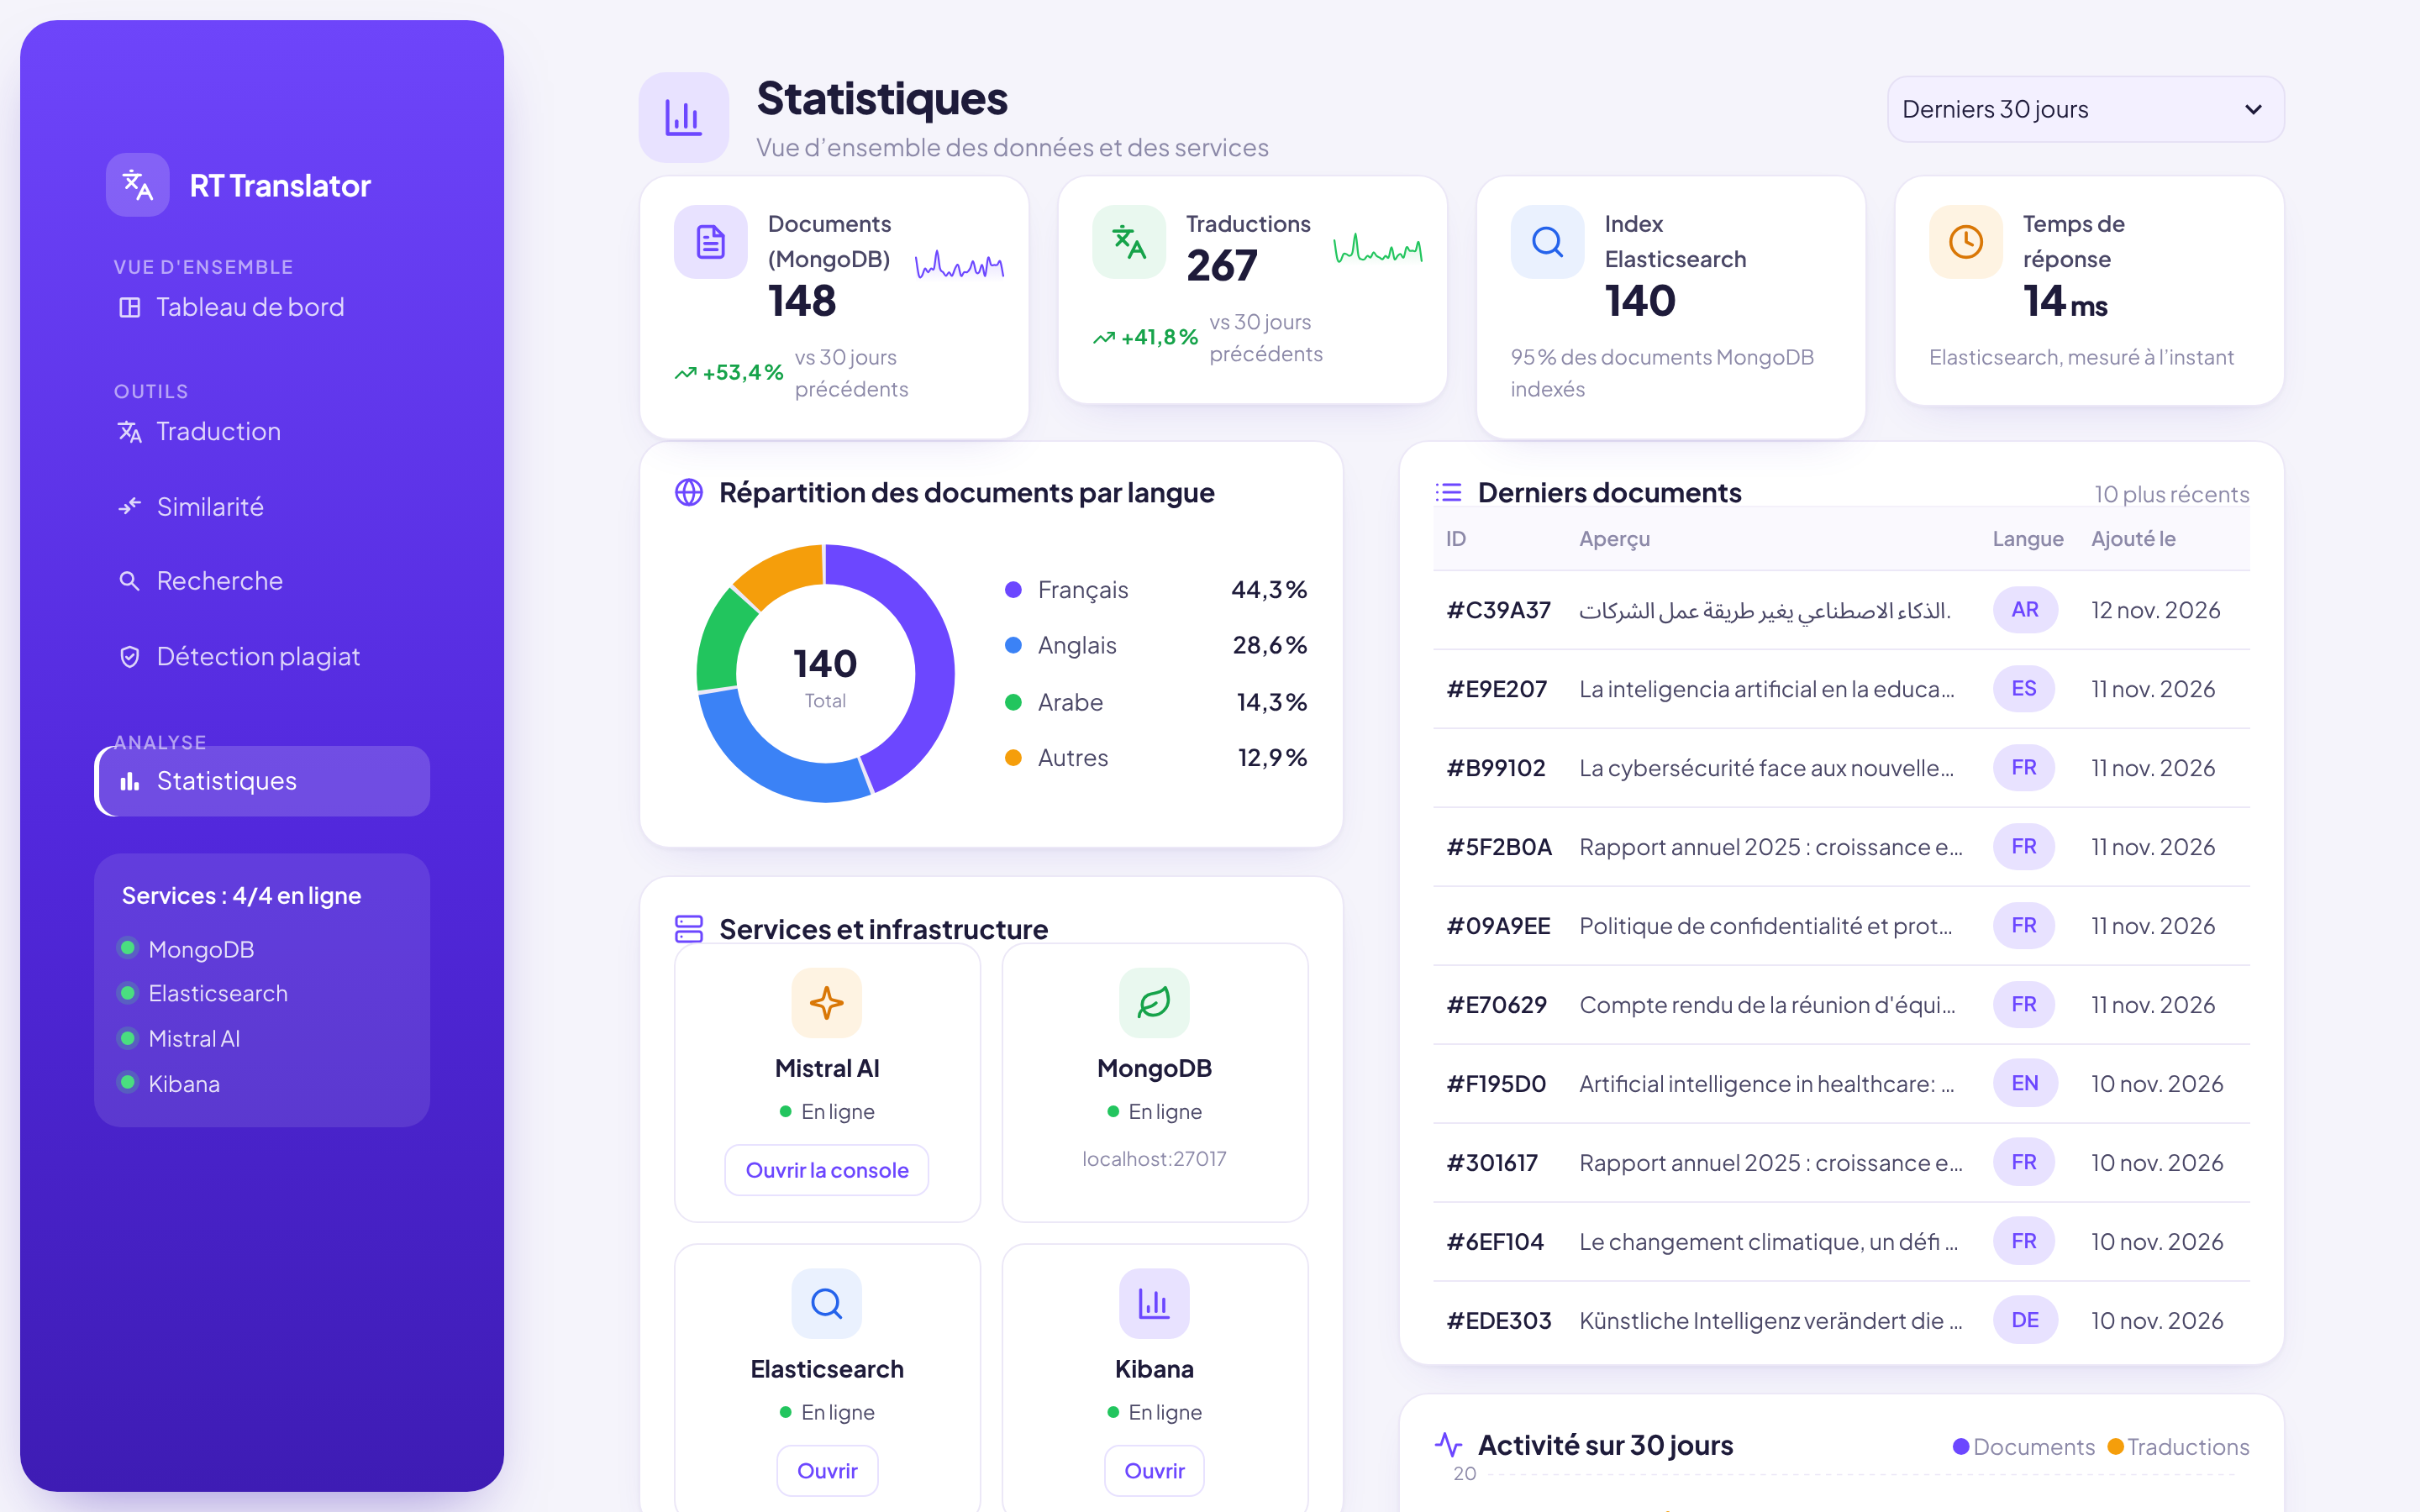 RT Translator
VUE D'ENSEMBLE
Tableau de bord
OUTILS
Traduction
Similarité
Recherche
Détection plagiat
ANALYSE
Statistiques
Services : 4/4 en ligne
MongoDB
Elasticsearch
Mistral AI
Kibana
Statistiques
Vue d’ensemble des données et des services
Derniers 30 jours
Documents
(MongoDB)
148
+53,4 %
vs 30 jours
précédents
Traductions
267
+41,8 %
vs 30 jours
précédents
Index
Elasticsearch
140
95 % des documents MongoDB
indexés
Temps de
réponse
14 ms
Elasticsearch, mesuré à l’instant
Répartition des documents par langue
140
Total
Français 44,3 %
Anglais 28,6 %
Arabe 14,3 %
Autres 12,9 %
Services et infrastructure
Mistral AI
En ligne
Ouvrir la console
MongoDB
En ligne
localhost:27017
Elasticsearch
En ligne
Ouvrir
Kibana
En ligne
Ouvrir
Derniers documents
10 plus récents
ID Aperçu Langue Ajouté le
#C39A37 الذكاء الاصطناعي يغير طريقة عمل الشركات. AR 12 nov. 2026
#E9E207 La inteligencia artificial en la educa... ES 11 nov. 2026
#B99102 La cybersécurité face aux nouvelle... FR 11 nov. 2026
#5F2B0A Rapport annuel 2025 : croissance e... FR 11 nov. 2026
#09A9EE Politique de confidentialité et prot... FR 11 nov. 2026
#E70629 Compte rendu de la réunion d'équi... FR 11 nov. 2026
#F195D0 Artificial intelligence in healthcare: ... EN 10 nov. 2026
#301617 Rapport annuel 2025 : croissance e... FR 10 nov. 2026
#6EF104 Le changement climatique, un défi ... FR 10 nov. 2026
#EDE303 Künstliche Intelligenz verändert die ... DE 10 nov. 2026
Activité sur 30 jours
Documents Traductions
20